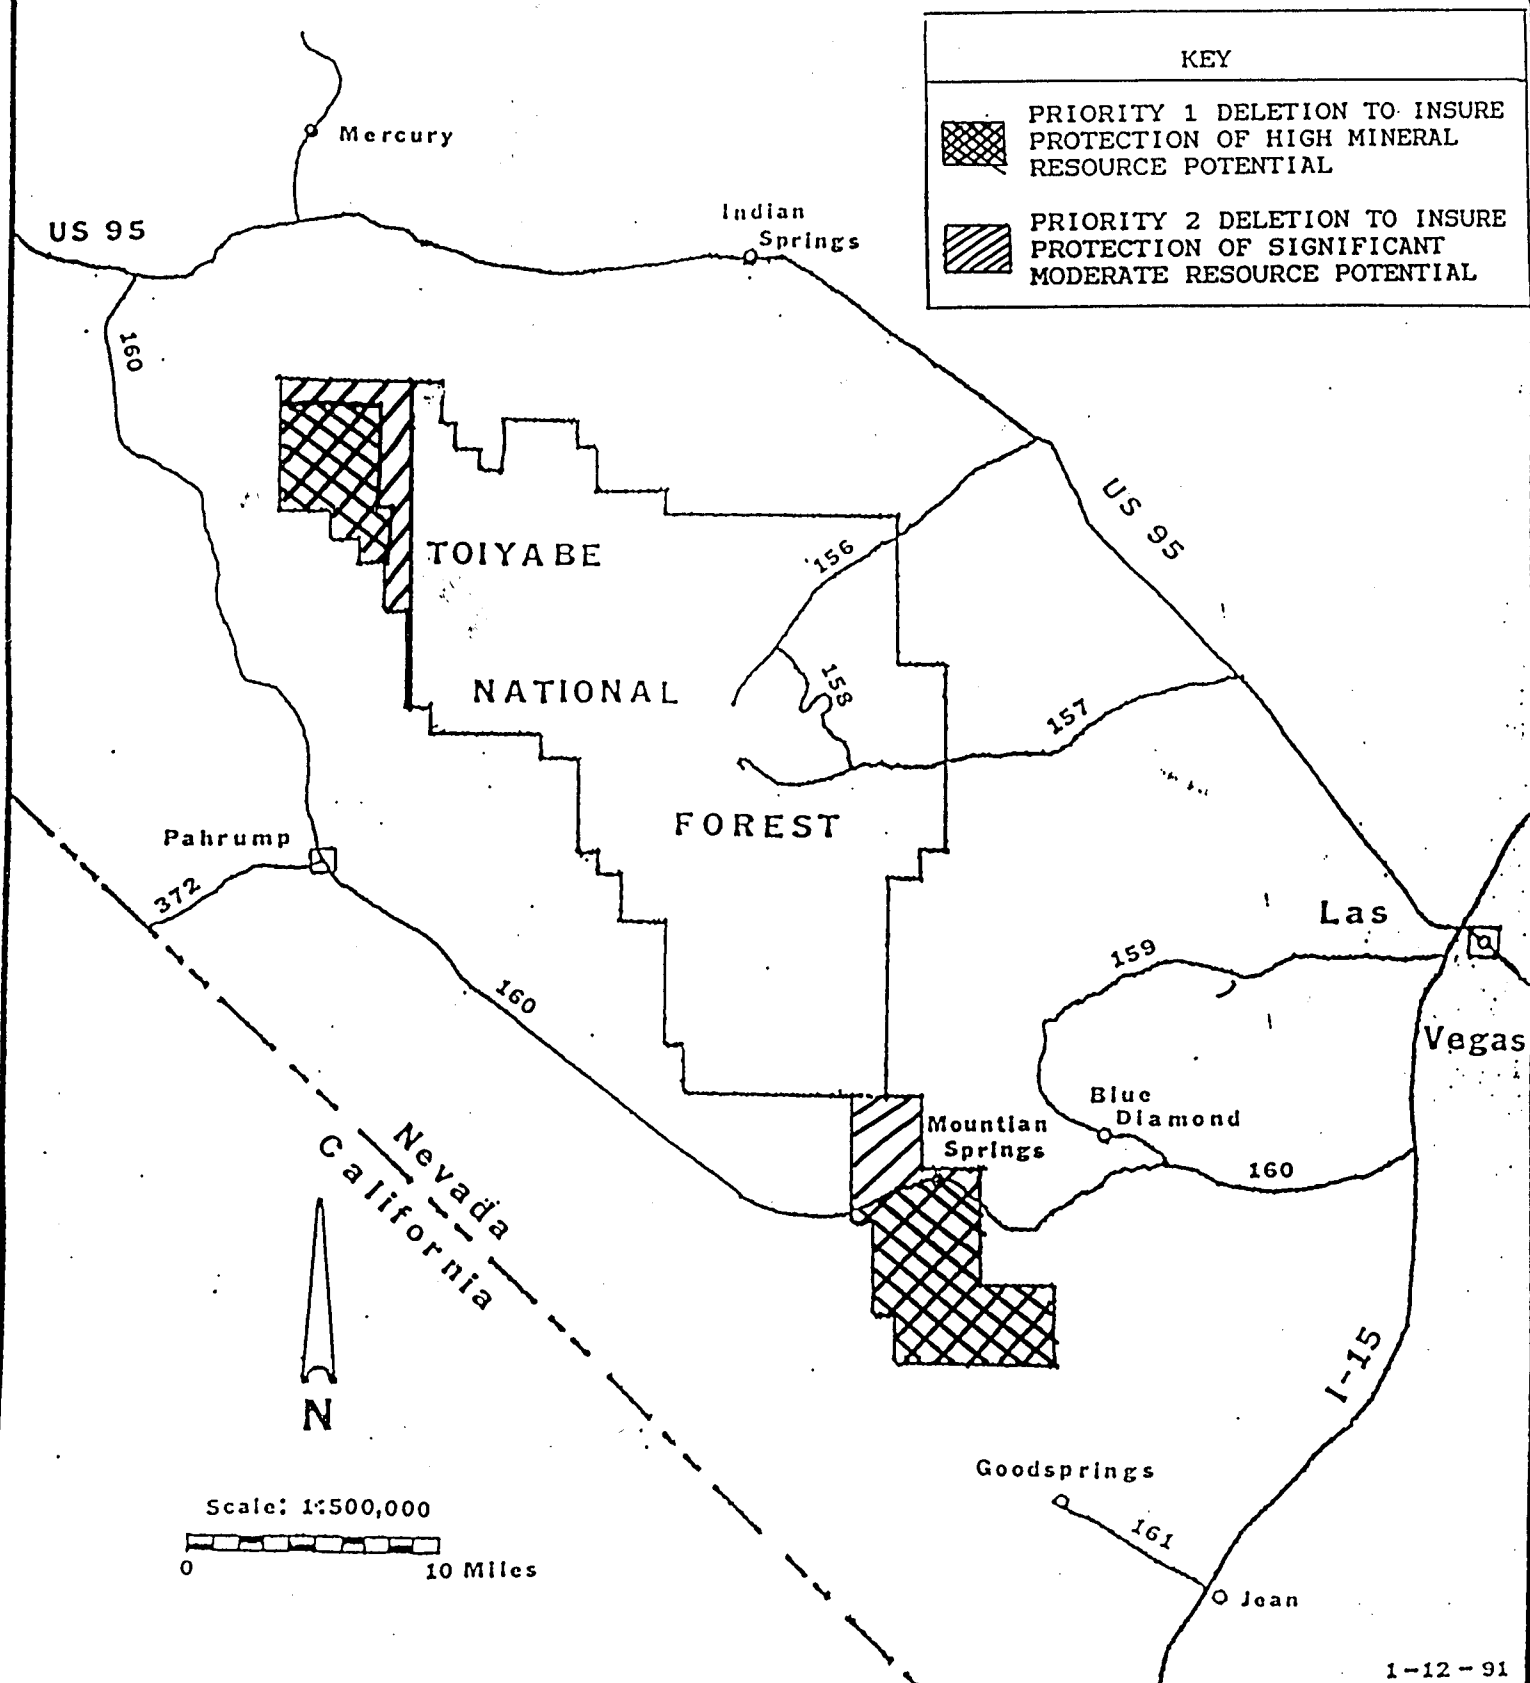 KEY
PRIORITY 1 DELETION TO INSURE
PROTECTION OF HIGH MINERAL
RESOURCE POTENTIAL
PRIORITY 2 DELETION TO INSURE
PROTECTION OF SIGNIFICANT
MODERATE RESOURCE POTENTIAL
Mercury
US 95
Indian
Springs
160
US 95
TOIYABE
156
NATIONAL
158
157
FOREST
Pahrump
372
Las
159
160
Vegas
Blue
Diamond
Mountian
Springs
160
Nevada
California
I-15
N
Goodsprings
Scale: 1:500,000
161
0
10 Miles
Jean
1-12-91